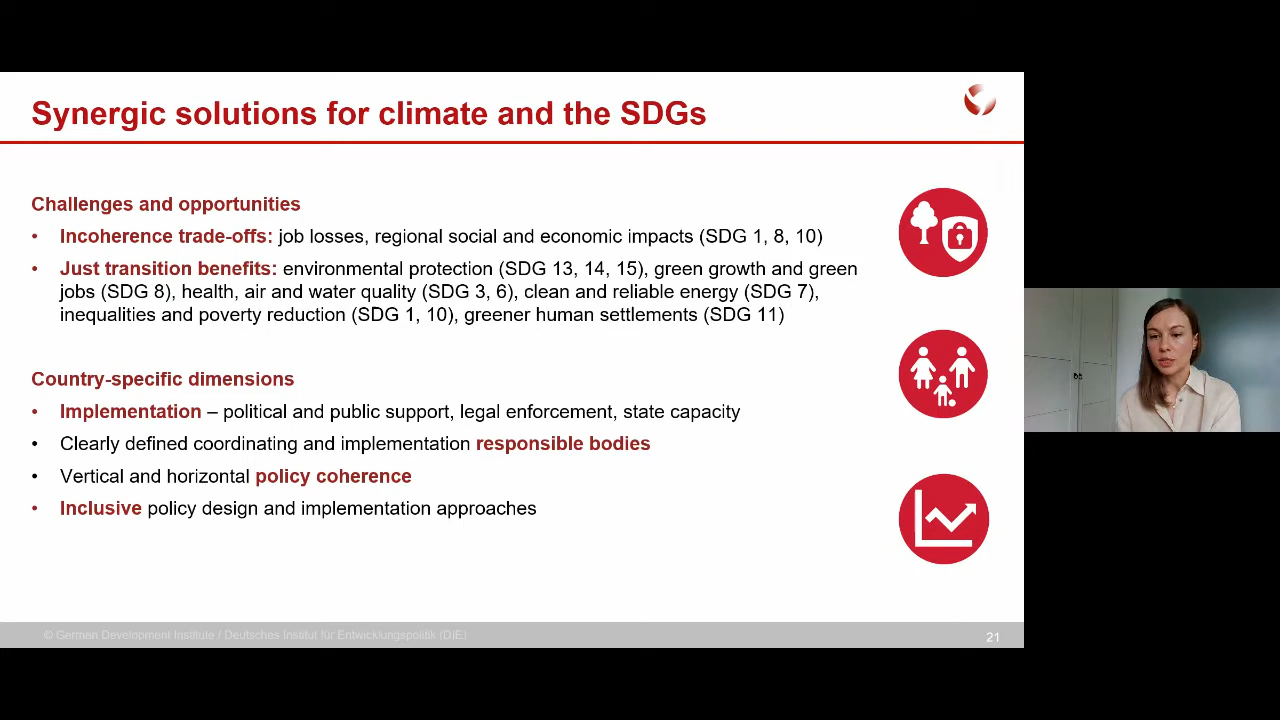 Synergic solutions for climate and the SDGs
Challenges and opportunities
• Incoherence trade-offs: job losses, regional social and economic impacts (SDG 1, 8, 10)
• Just transition benefits: environmental protection (SDG 13, 14, 15), green growth and green
jobs (SDG 8), health, air and water quality (SDG 3, 6), clean and reliable energy (SDG 7),
inequalities and poverty reduction (SDG 1, 10), greener human settlements (SDG 11)
Country-specific dimensions
• Implementation – political and public support, legal enforcement, state capacity
• Clearly defined coordinating and implementation responsible bodies
• Vertical and horizontal policy coherence
• Inclusive policy design and implementation approaches
© German Development Institute / Deutsches Institut für Entwicklungspolitik (DIE)
21